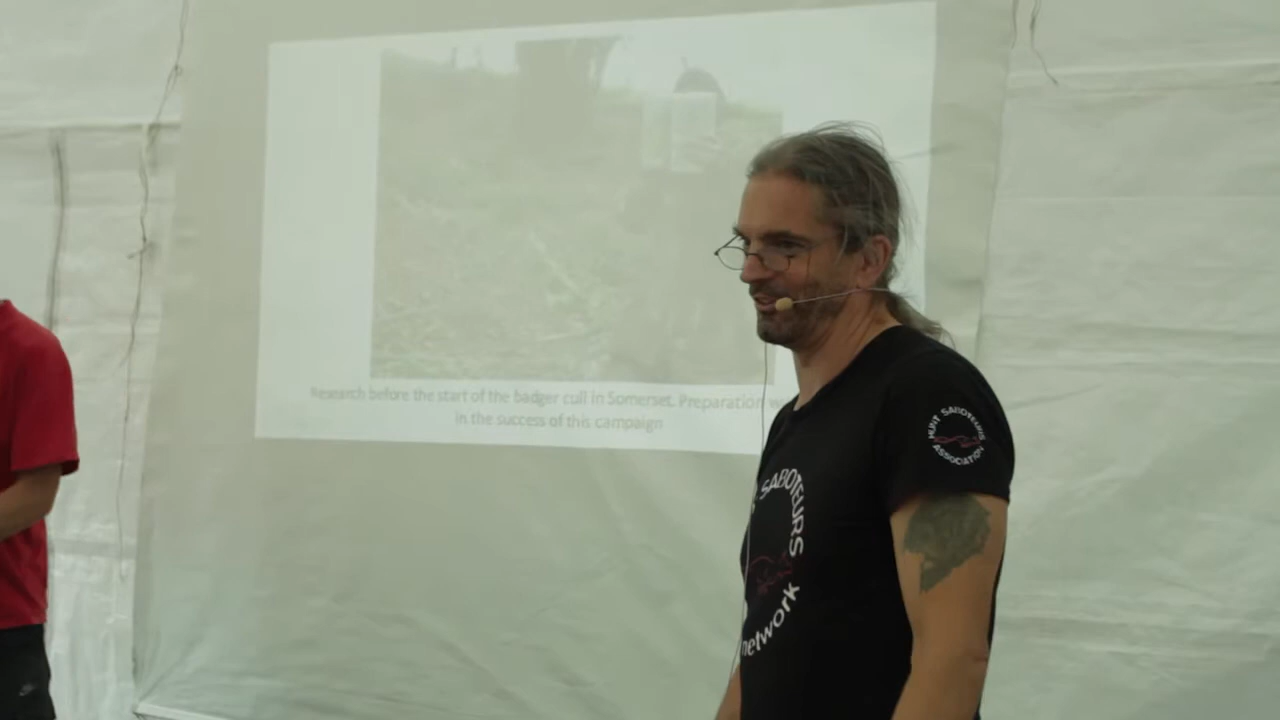 Research before the start of the badger cull in Somerset. Preparation
in the success of this campaign
HUNT SABOTEURS
ASSOCIATION
SABOTEURS
network